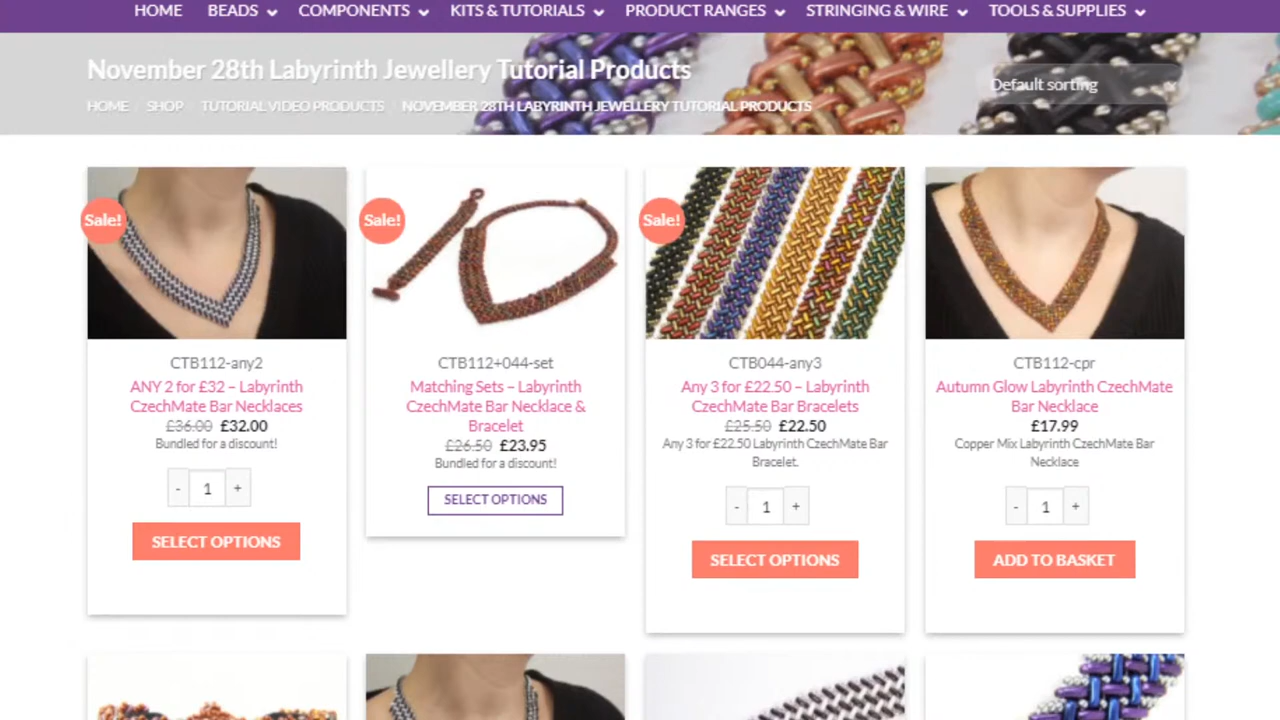 HOME BEADS COMPONENTS KITS & TUTORIALS PRODUCT RANGES STRINGING & WIRE TOOLS & SUPPLIES
November 28th Labyrinth Jewellery Tutorial Products
Default sorting
HOME / SHOP / TUTORIAL VIDEO PRODUCTS / NOVEMBER 28TH LABYRINTH JEWELLERY TUTORIAL PRODUCTS
Sale!
CTB112-any2
ANY 2 for £32 – Labyrinth
CzechMate Bar Necklaces
£36.00 £32.00
Bundled for a discount!
- 1 +
SELECT OPTIONS
Sale!
CTB112+044-set
Matching Sets – Labyrinth
CzechMate Bar Necklace &
Bracelet
£26.50 £23.95
Bundled for a discount!
SELECT OPTIONS
Sale!
CTB044-any3
Any 3 for £22.50 – Labyrinth
CzechMate Bar Bracelets
£25.50 £22.50
Any 3 for £22.50 Labyrinth CzechMate Bar
Bracelet.
- 1 +
SELECT OPTIONS
CTB112-cpr
Autumn Glow Labyrinth CzechMate
Bar Necklace
£17.99
Copper Mix Labyrinth CzechMate Bar
Necklace
- 1 +
ADD TO BASKET